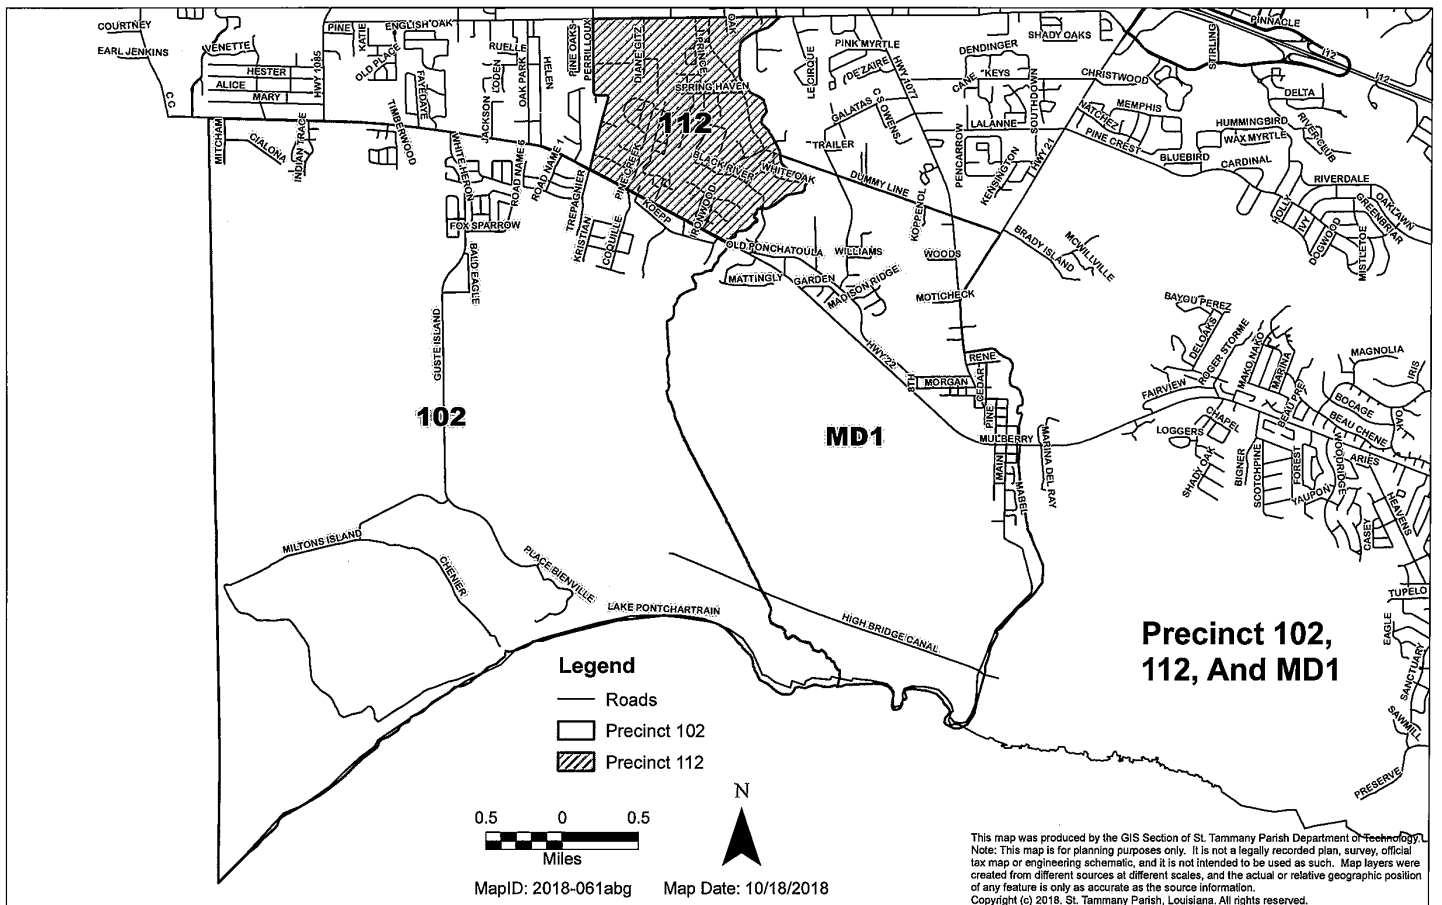 COURTNEY
EARL JENKINS
VENETTE
HESTER
ALICE
MARY
C C
HWY 1085
PINE
KATIE
OLD PLACE
ENGLISH OAK
FAYEDAYE
TIMBERWOOD
RUELLE
LODEN
JACKSON
OAK PARK
HELEN
PINE OAKS
PERRILLOUX
DIANE GITZ
OAK
SPRING HAVEN
112
LE CIRQUE
PINK MYRTLE
DE'ZAIRE
HWY 1077
GALATAS
C S OWENS
TRAILER
DENDINGER
CANE
KEYS
SHADY OAKS
SOUTHDOWN
LALANNE
PENCARROW
KENSINGTON
HWY 21
CHRISTWOOD
STIRLING
PINNACLE
I12
I12
DELTA
MEMPHIS
NATCHEZ
PINE CREST
HUMMINGBIRD
WAX MYRTLE
RIVERCLUB
BLUEBIRD
CARDINAL
RIVERDALE
OAKLAWN
GREENBRIAR
HOLLY
IVY
DOGWOOD
MISTLETOE
MITCHAM
CIALONA
INDIAN TRACE
WHITE HERON
ROAD NAME 6
ROAD NAME 1
TREPAGNIER
KRISTIAN
COQUILLE
PINE CREEK
BLACK RIVER
WHITE OAK
IRONWOOD
KOEPP
DUMMY LINE
KOPPENOL
FOX SPARROW
BALD EAGLE
GUSTE ISLAND
OLD PONCHATOULA
WILLIAMS
WOODS
BRADY ISLAND
MCWILLVILLE
MATTINGLY
GARDEN
MADISON RIDGE
MOTICHECK
HWY 22
BAYOU PEREZ
DELOAKS
ROGER STORME
MAKO NAKO
MARINA
MAGNOLIA
IRIS
RENE
MORGAN
CEDAR
PINE
FAIRVIEW
BEAU PRE
BOCAGE
OAK
BEAU CHENE
CHAPEL
LOGGERS
SHADY OAK
BIGNER
SCOTCHPINE
FOREST
WOODRIDGE
ARIES
YAUPON
CASEY
HEAVENS
102
MD1
MULBERRY
MAIN
MABEL
MARINA DEL RAY
MILTONS ISLAND
CHENIER
PLACE BIENVILLE
LAKE PONTCHARTRAIN
HIGH BRIDGE CANAL
TUPELO
EAGLE
SANCTUARY
SAWMILL
PRESERVE
Precinct 102,
112, And MD1
Legend
Roads
Precinct 102
Precinct 112
N
0.5 0 0.5
Miles
MapID: 2018-061abg Map Date: 10/18/2018
This map was produced by the GIS Section of St. Tammany Parish Department of Technology.
Note: This map is for planning purposes only. It is not a legally recorded plan, survey, official
tax map or engineering schematic, and it is not intended to be used as such. Map layers were
created from different sources at different scales, and the actual or relative geographic position
of any feature is only as accurate as the source information.
Copyright (c) 2018. St. Tammany Parish, Louisiana. All rights reserved.